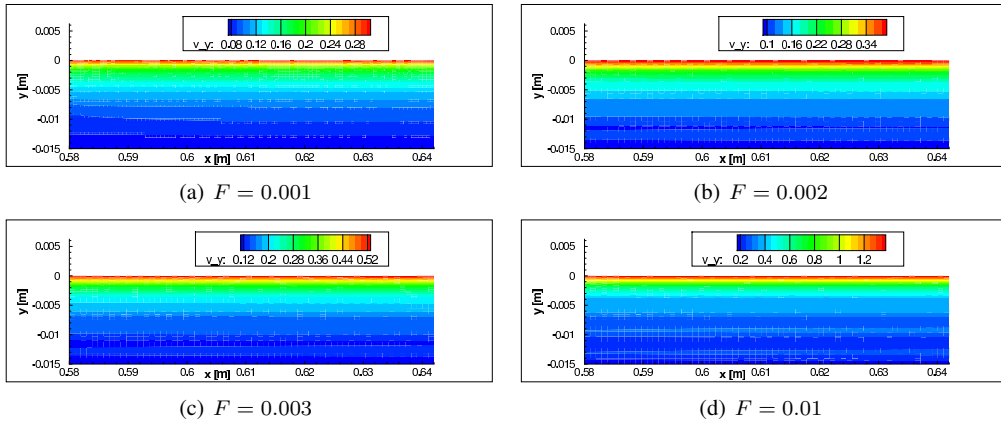 v_y: 0.08 0.12 0.16 0.2 0.24 0.28
0.005
0
-0.005
-0.01
-0.015
y [m]
0.58 0.59 0.6 0.61 0.62 0.63 0.64
x [m]
(a) F = 0.001
v_y: 0.1 0.16 0.22 0.28 0.34
0.005
0
-0.005
-0.01
-0.015
y [m]
0.58 0.59 0.6 0.61 0.62 0.63 0.64
x [m]
(b) F = 0.002
v_y: 0.12 0.2 0.28 0.36 0.44 0.52
0.005
0
-0.005
-0.01
-0.015
y [m]
0.58 0.59 0.6 0.61 0.62 0.63 0.64
x [m]
(c) F = 0.003
v_y: 0.2 0.4 0.6 0.8 1 1.2
0.005
0
-0.005
-0.01
-0.015
y [m]
0.58 0.59 0.6 0.61 0.62 0.63 0.64
x [m]
(d) F = 0.01